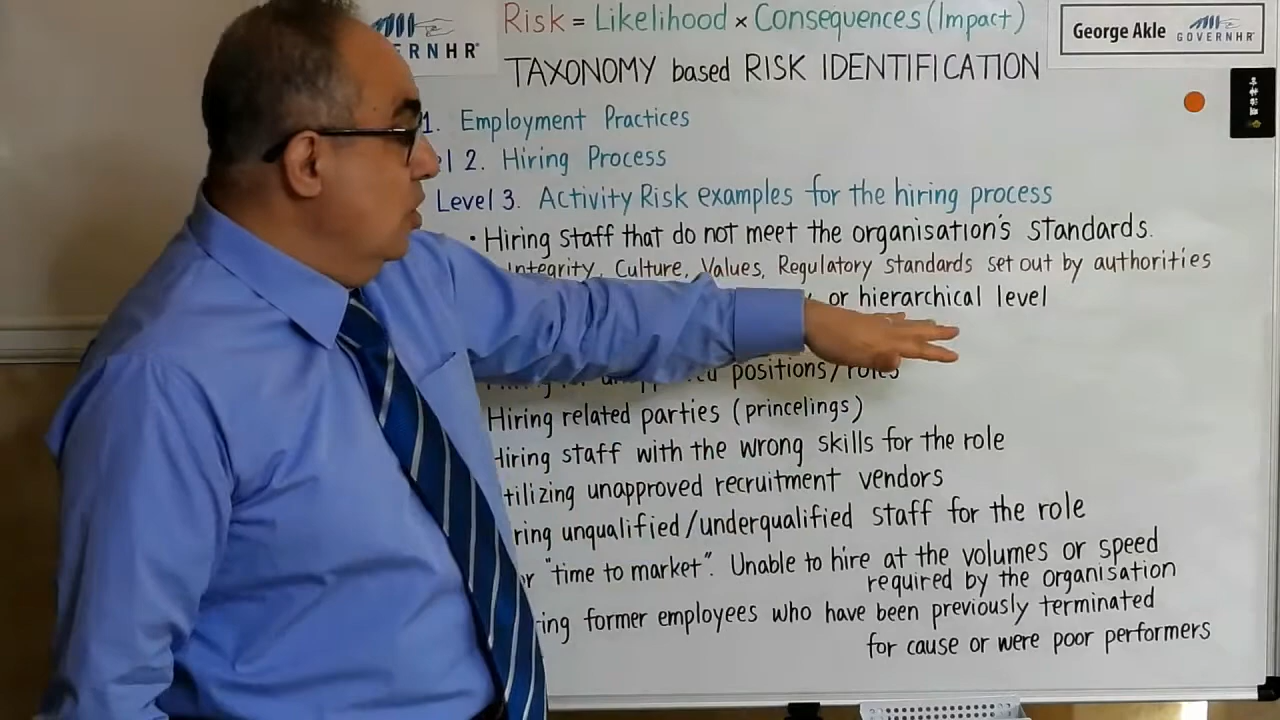 Risk = Likelihood × Consequences (Impact)
George Akle
GOVERNHR
ERNHR
TAXONOMY based RISK IDENTIFICATION
1. Employment Practices
el 2. Hiring Process
Level 3. Activity Risk examples for the hiring process
• Hiring staff that do not meet the organisation's standards.
Integrity, Culture, Values, Regulatory standards set out by authorities
, or hierarchical level
positions/roles
Hiring related parties (princelings)
Hiring staff with the wrong skills for the role
tilizing unapproved recruitment vendors
ring unqualified/underqualified staff for the role
r "time to market". Unable to hire at the volumes or speed
required by the organisation
ing former employees who have been previously terminated
for cause or were poor performers